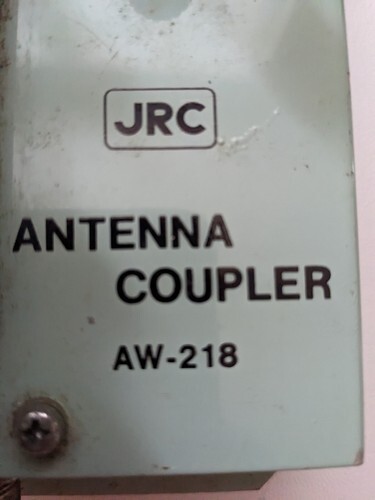 JRC
ANTENNA
COUPLER
AW-218